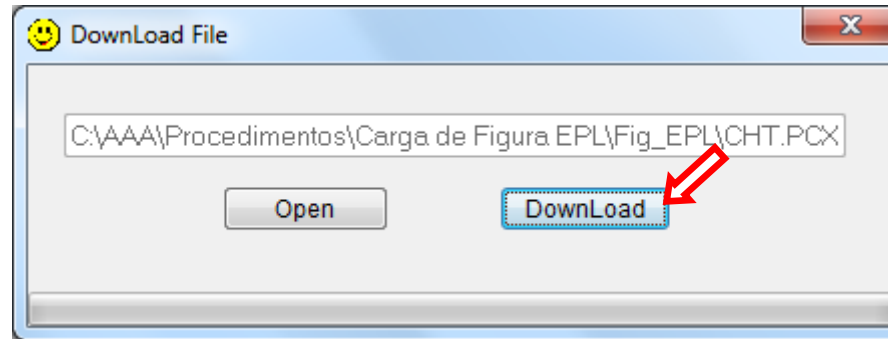 DownLoad File
C:\AAA\Procedimentos\Carga de Figura EPL\Fig_EPL\CHT.PCX
Open DownLoad